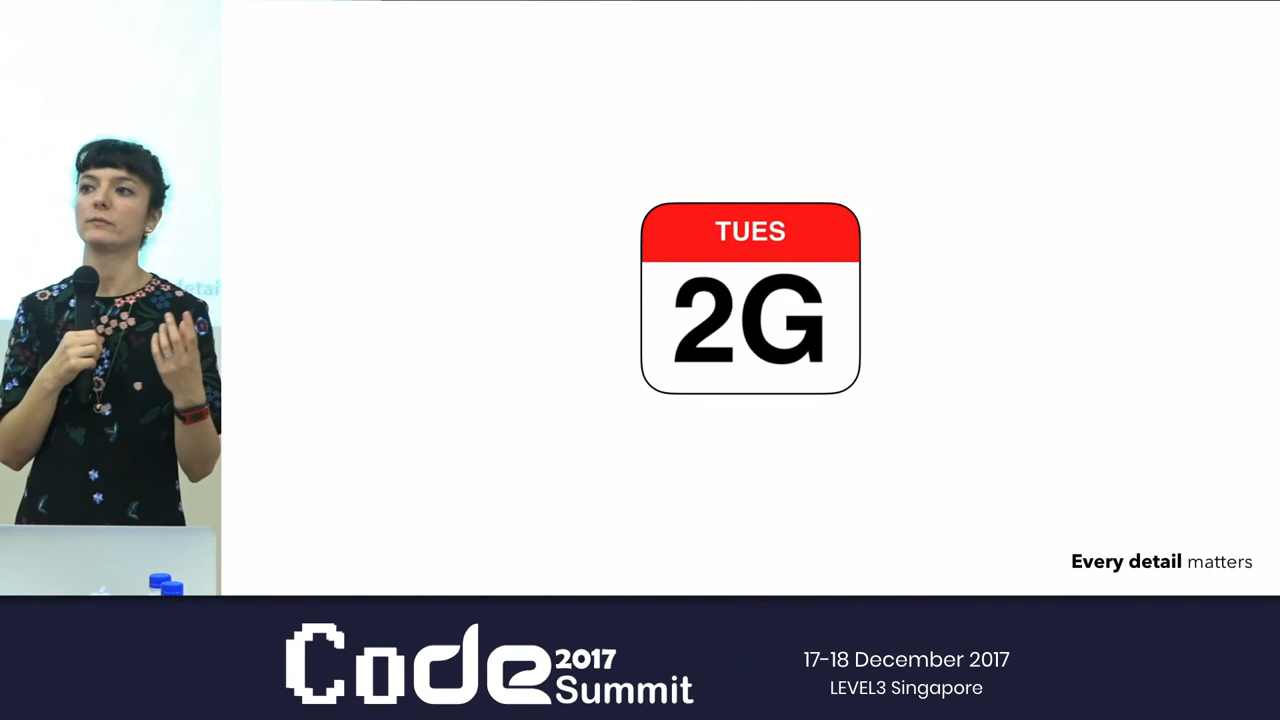 TUES
2G
Every detail matters
Code 2017
Summit
17-18 December 2017
LEVEL3 Singapore